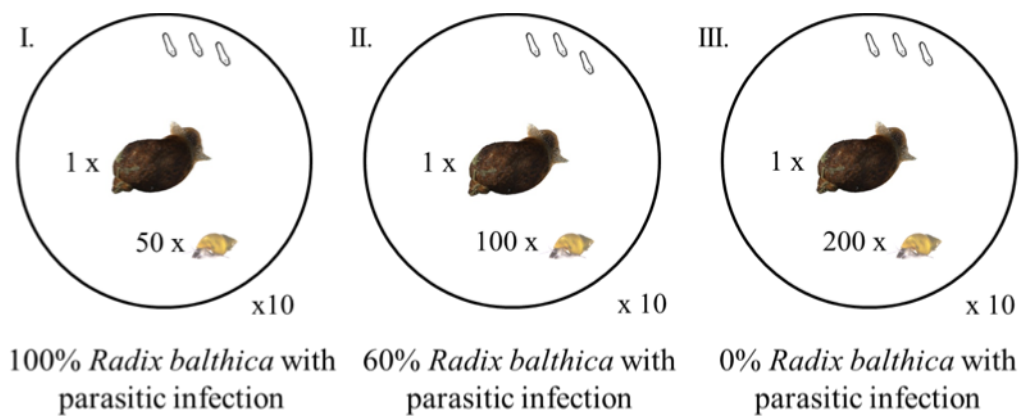 I.
II.
III.
1 x
1 x
1 x
50 x
100 x
200 x
x10
x 10
x 10
100% Radix balthica with
parasitic infection
60% Radix balthica with
parasitic infection
0% Radix balthica with
parasitic infection